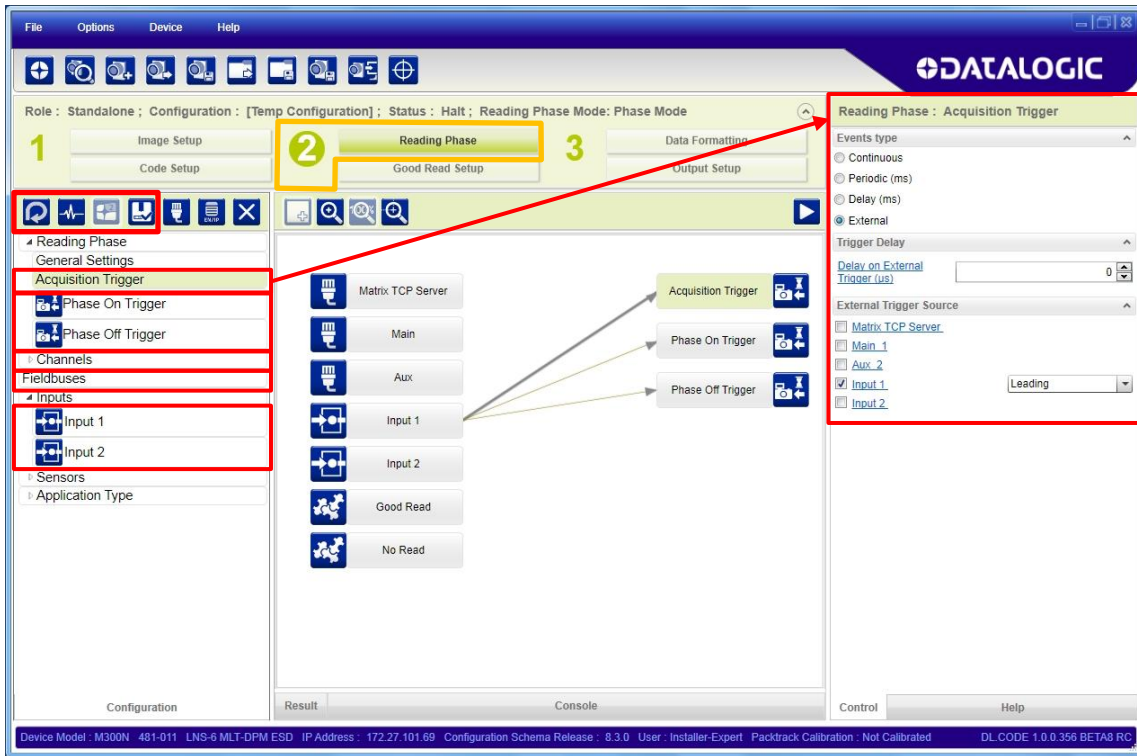 File Options Device Help
DATALOGIC
Role : Standalone ; Configuration : [Temp Configuration] ; Status : Halt ; Reading Phase Mode: Phase Mode
1 Image Setup 2 Reading Phase 3 Data Formatting
Code Setup Good Read Setup Output Setup
EN/IP
100%
Reading Phase
General Settings
Acquisition Trigger
Phase On Trigger
Phase Off Trigger
Channels
Fieldbuses
Inputs
Input 1
Input 2
Sensors
Application Type
Configuration
Matrix TCP Server
Main
Aux
Input 1
Input 2
Good Read
No Read
Acquisition Trigger
Phase On Trigger
Phase Off Trigger
Result Console
Reading Phase : Acquisition Trigger
Events type
Continuous
Periodic (ms)
Delay (ms)
External
Trigger Delay
Delay on External
Trigger (us) 0
External Trigger Source
Matrix TCP Server
Main 1
Aux 2
Input 1 Leading
Input 2
Control Help
Device Model : M300N 481-011 LNS-6 MLT-DPM ESD IP Address : 172.27.101.69 Configuration Schema Release : 8.3.0 User : Installer-Expert Packtrack Calibration : Not Calibrated DL.CODE 1.0.0.356 BETA8 RC